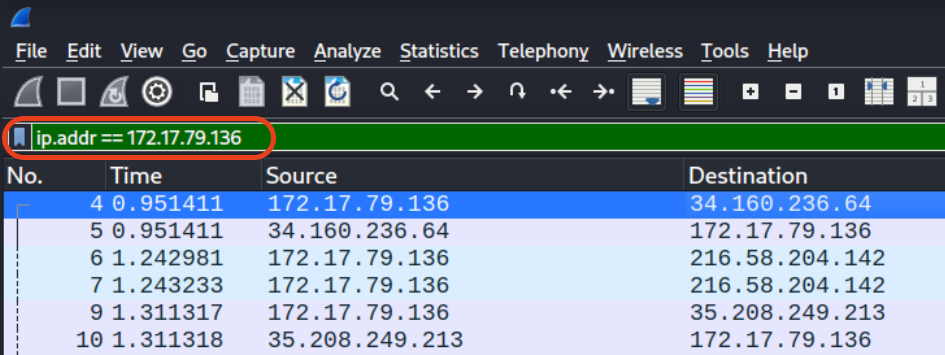 File Edit View Go Capture Analyze Statistics Telephony Wireless Tools Help
ip.addr == 172.17.79.136
No. Time Source Destination
4 0.951411 172.17.79.136 34.160.236.64
5 0.951411 34.160.236.64 172.17.79.136
6 1.242981 172.17.79.136 216.58.204.142
7 1.243233 172.17.79.136 216.58.204.142
9 1.311317 172.17.79.136 35.208.249.213
10 1.311318 35.208.249.213 172.17.79.136